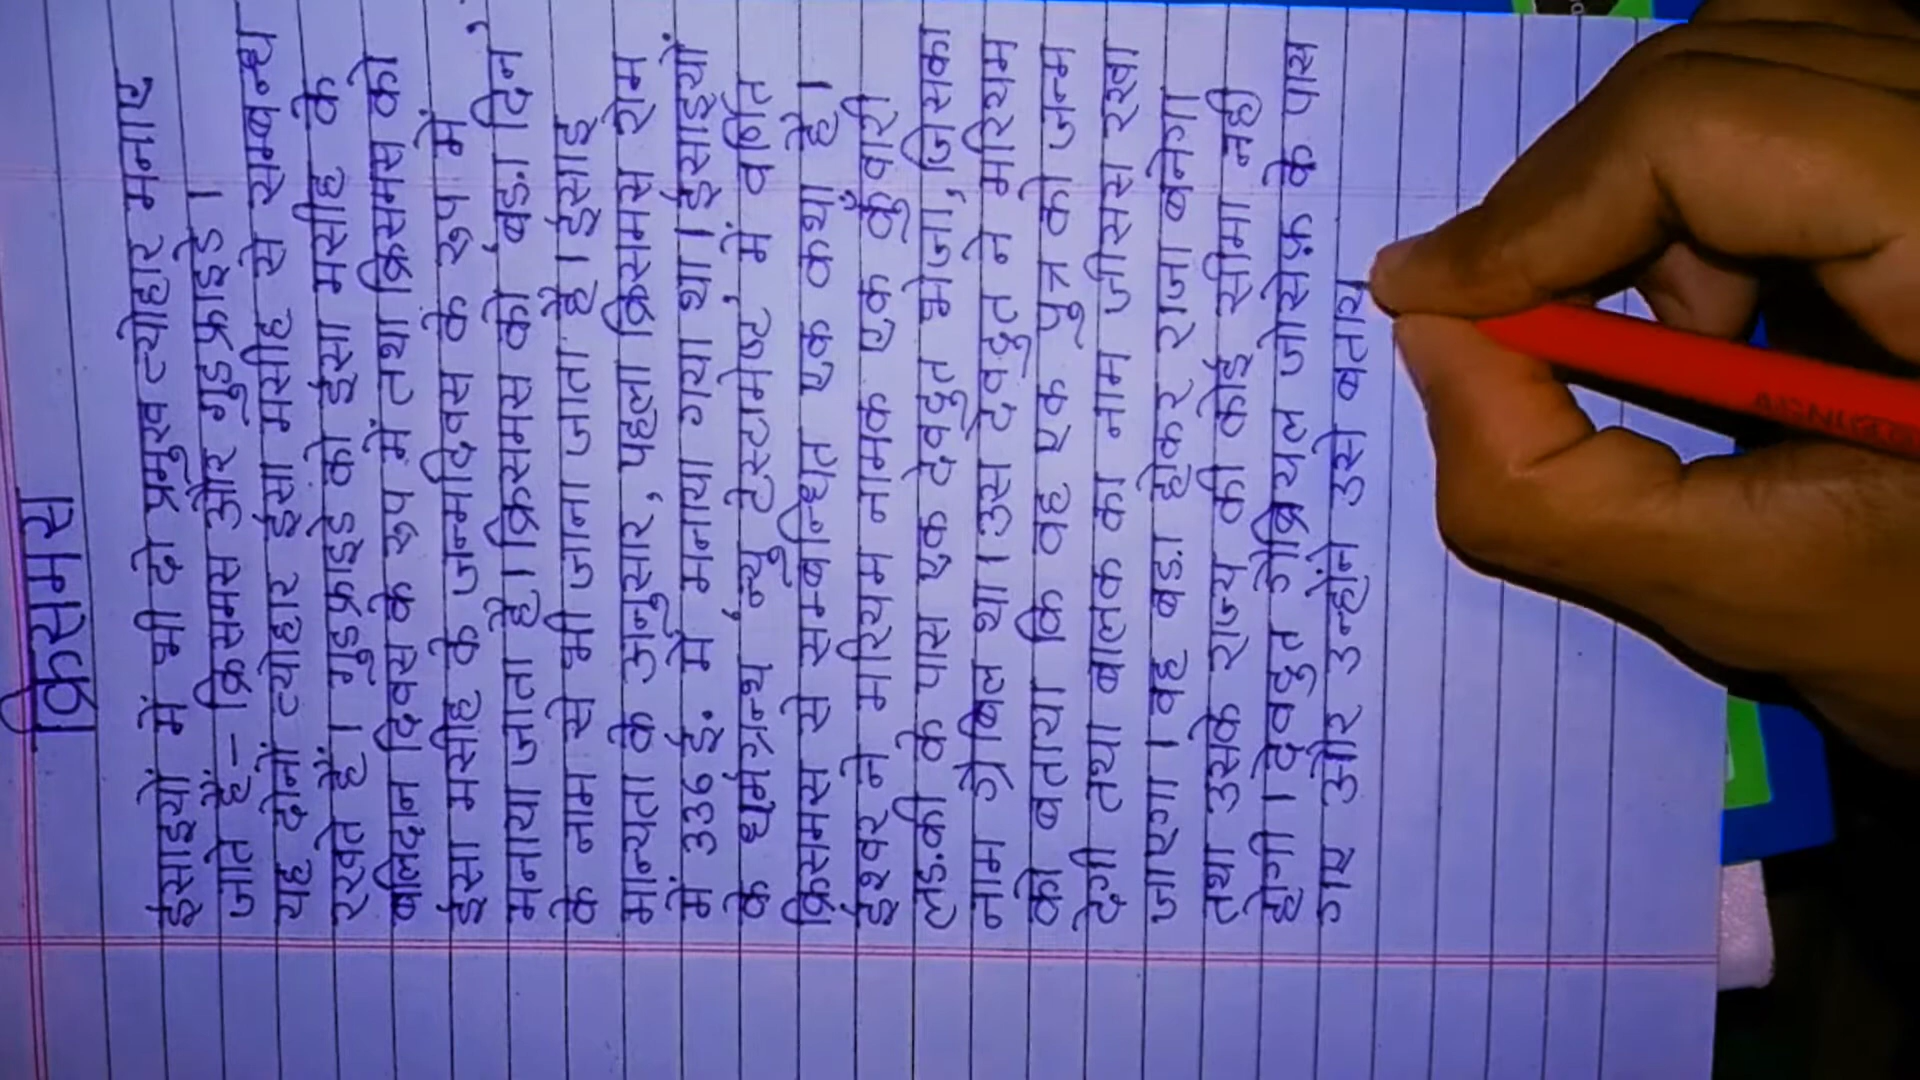 क्रिसमस
ईसाइयों में भी दो प्रमुख त्योहार मनाए
जाते हैं- क्रिसमस और गुडफ्राइडे ।
यह दोनों त्योहार ईसा मसीह से सम्बन्ध
रखते हैं । गुडफ्राइडे को ईसा मसीह के
बलिदान दिवस के रूप में तथा क्रिसमस को
ईसा मसीह के जन्मदिवस के रूप में
मनाया जाता है । क्रिसमस को 'बड़ा दिन'
के नाम से भी जाना जाता है । ईसाई
मान्यता के अनुसार, पहला क्रिसमस रोम
में 336 ई. में मनाया गया था । ईसाइयों
के धर्मग्रन्थ 'न्यू टेस्टामेण्ट' में वर्णित
क्रिसमस से सम्बन्धित एक कथा है ।
ईश्वर ने मरियम नामक एक कुँवारी
लड़की के पास एक देवदुत भेजा, जिसका
नाम ग्रेबिल था । उस देवदुत ने मरियम
को बताया कि वह एक पुत्र को जन्म
देगी तथा बालक का नाम जीसस रखा
जाएगा । वह बड़ा होकर राजा बनेगा
तथा उसके राज्य की कोई सीमा नही
होगी । देवदुत गेब्रियल जोसेफ़ के पास
गए और उन्होंने उसे बताय